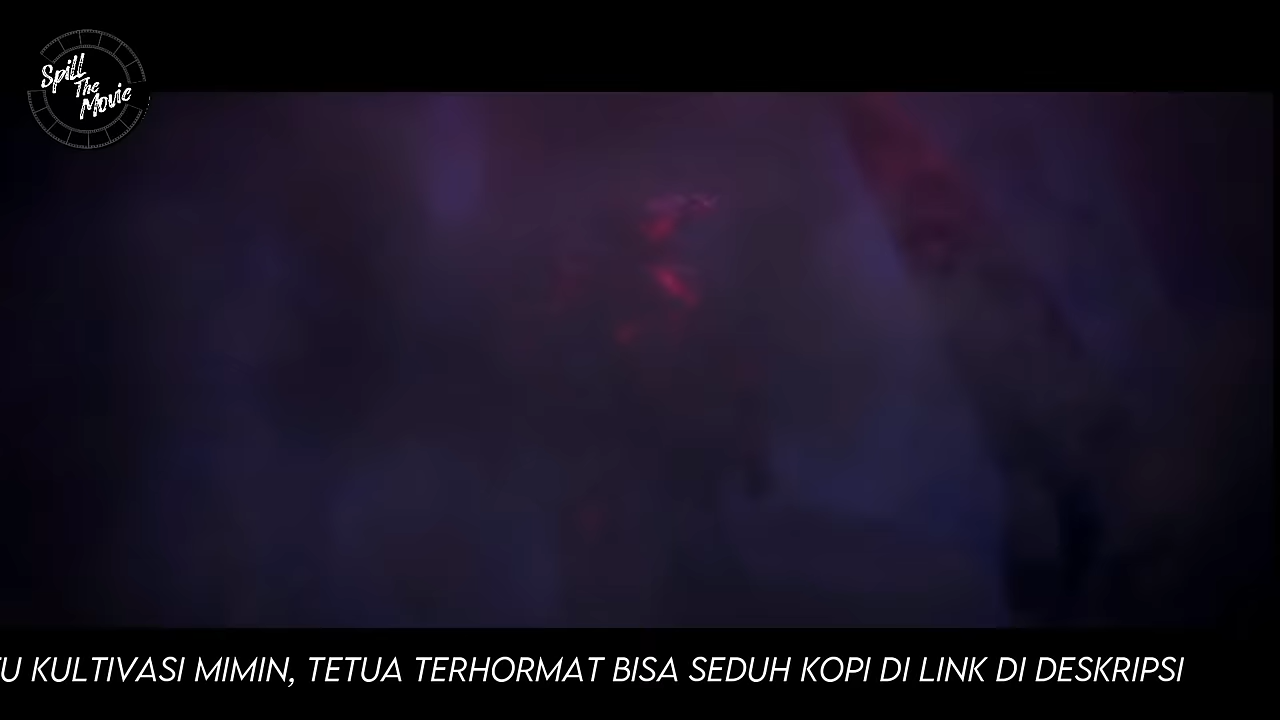 Spill
The
Movie
KULTIVASI MIMIN, TETUA TERHORMAT BISA SEDUH KOPI DI LINK DI DESKRIPSI